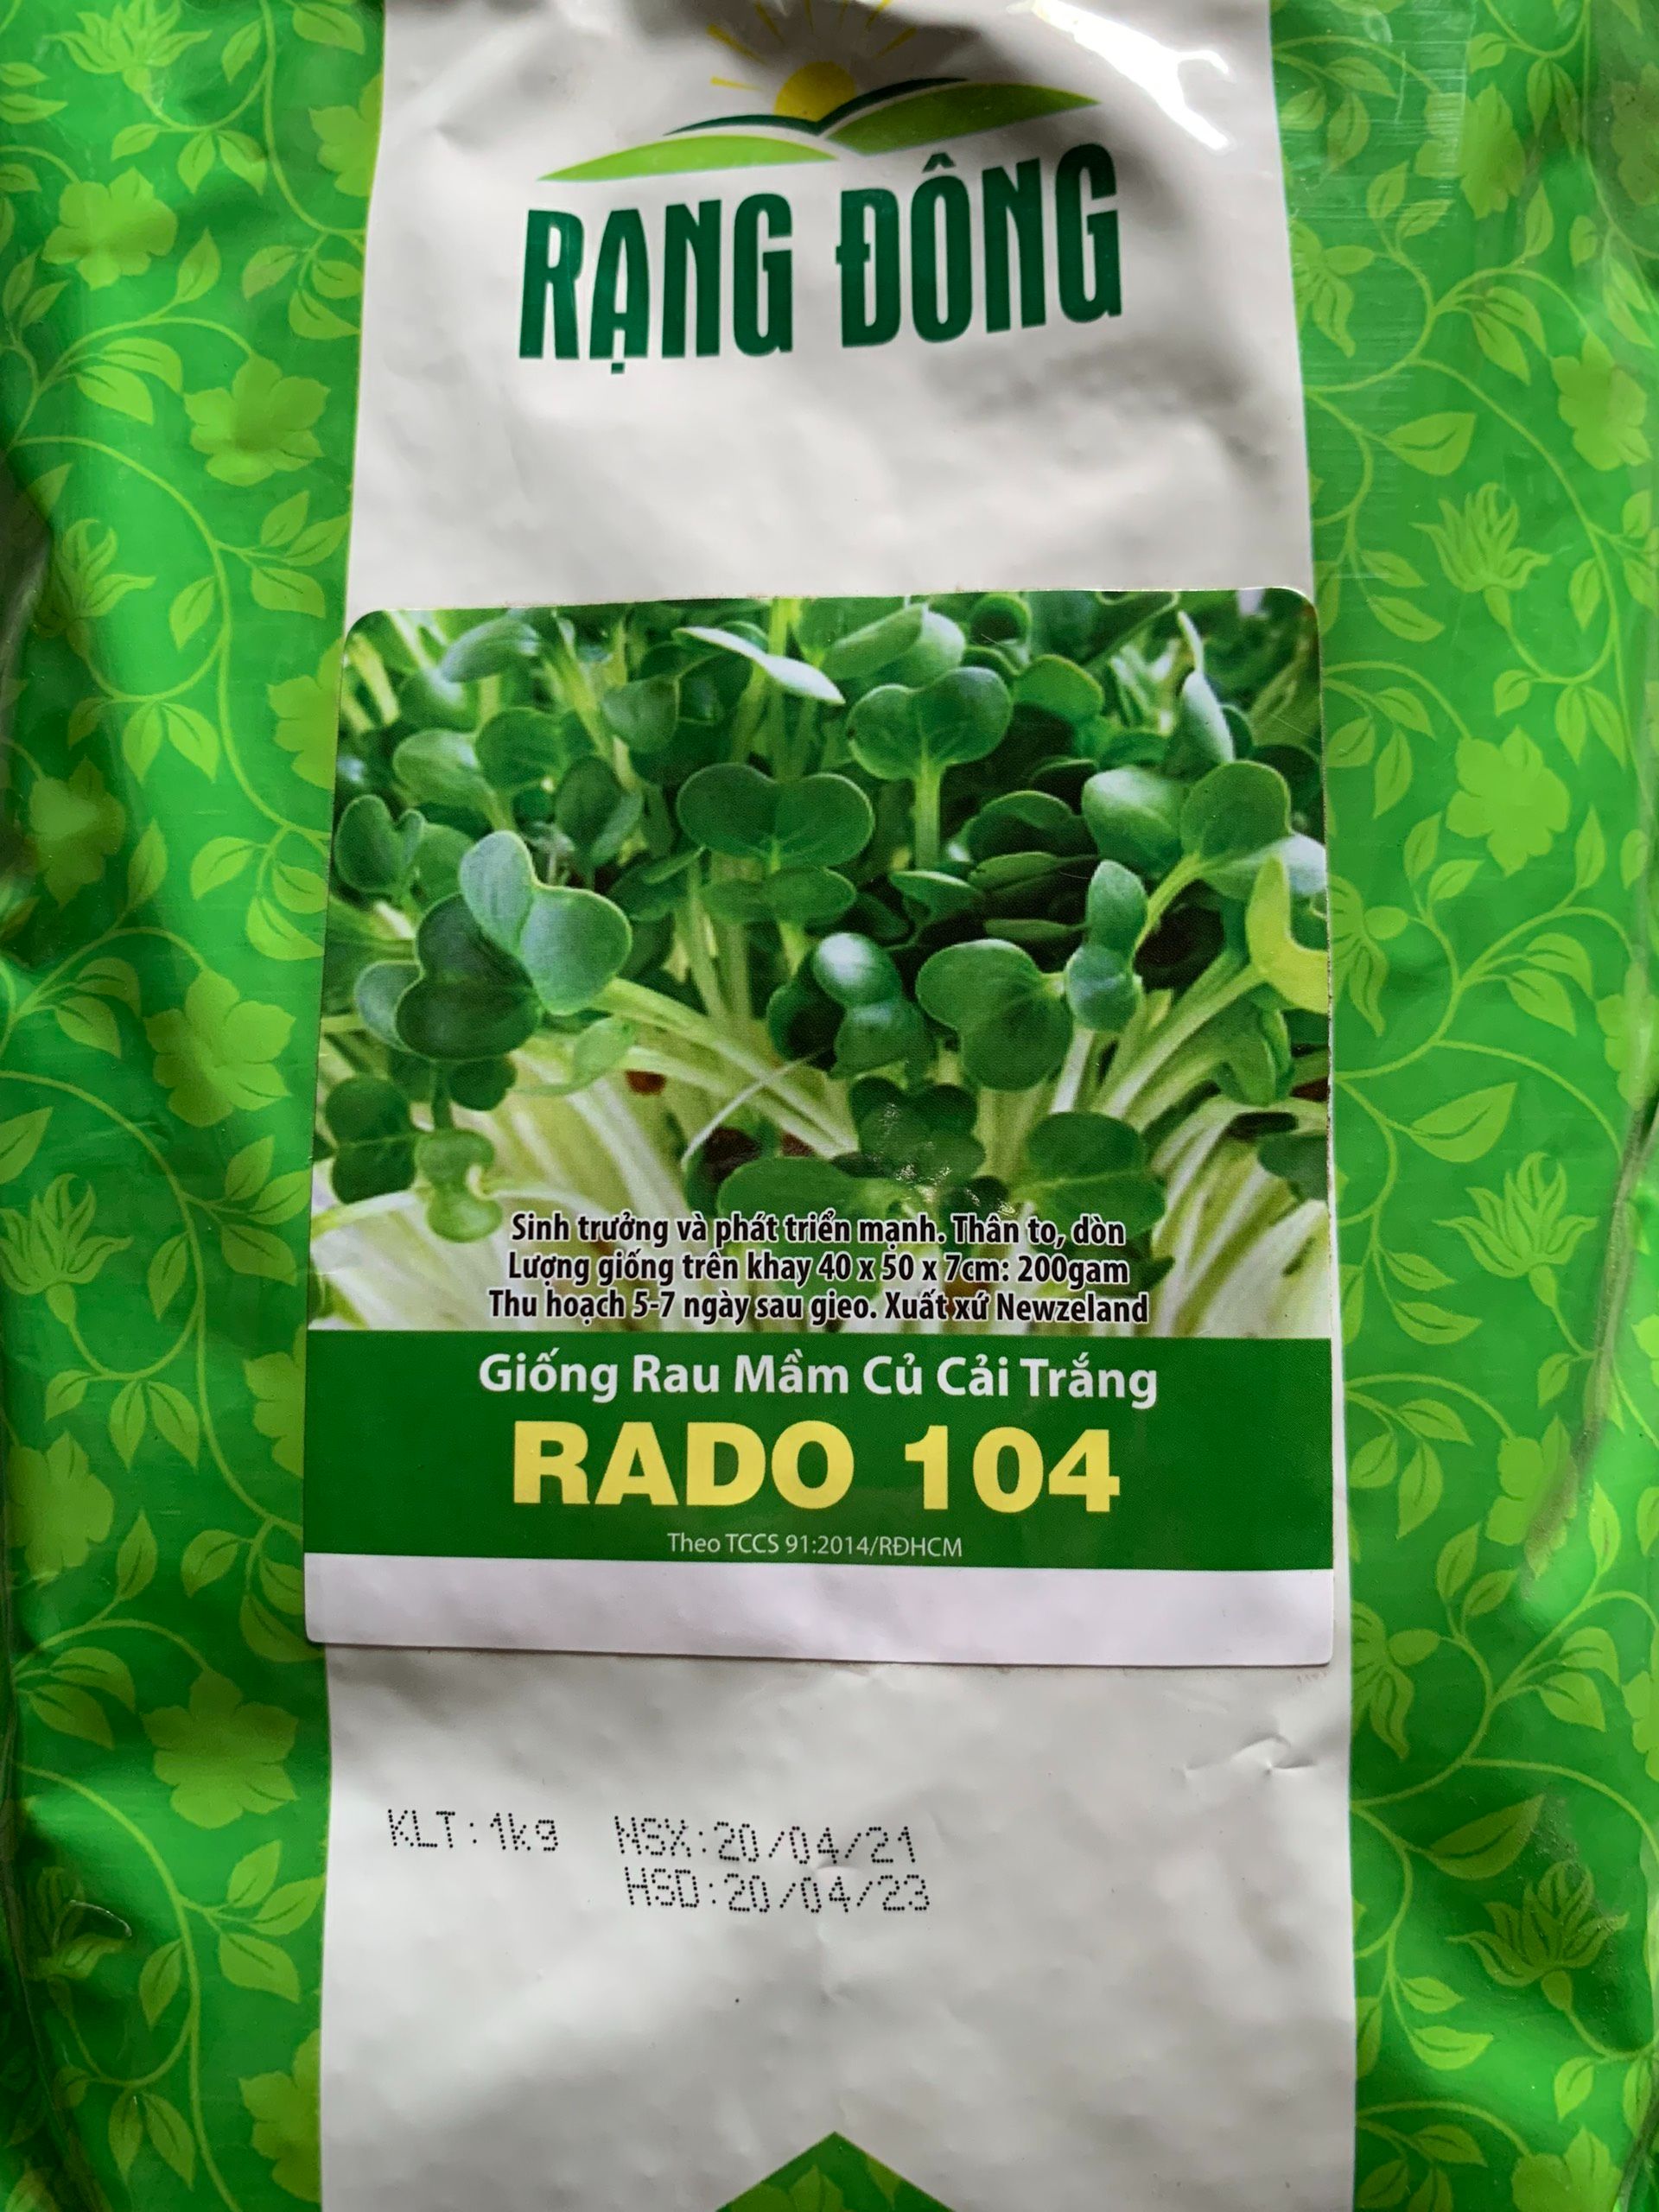 RẠNG ĐÔNG
Sinh trưởng và phát triển mạnh. Thân to, dòn
Lượng giống trên khay 40 x 50 x 7cm: 200gam
Thu hoạch 5-7 ngày sau gieo. Xuất xứ Newzeland
Giống Rau Mầm Củ Cải Trắng
RADO 104
Theo TCCS 91:2014/RĐHCM
KLT:1kg NSX:20/04/21
HSD:20/04/23